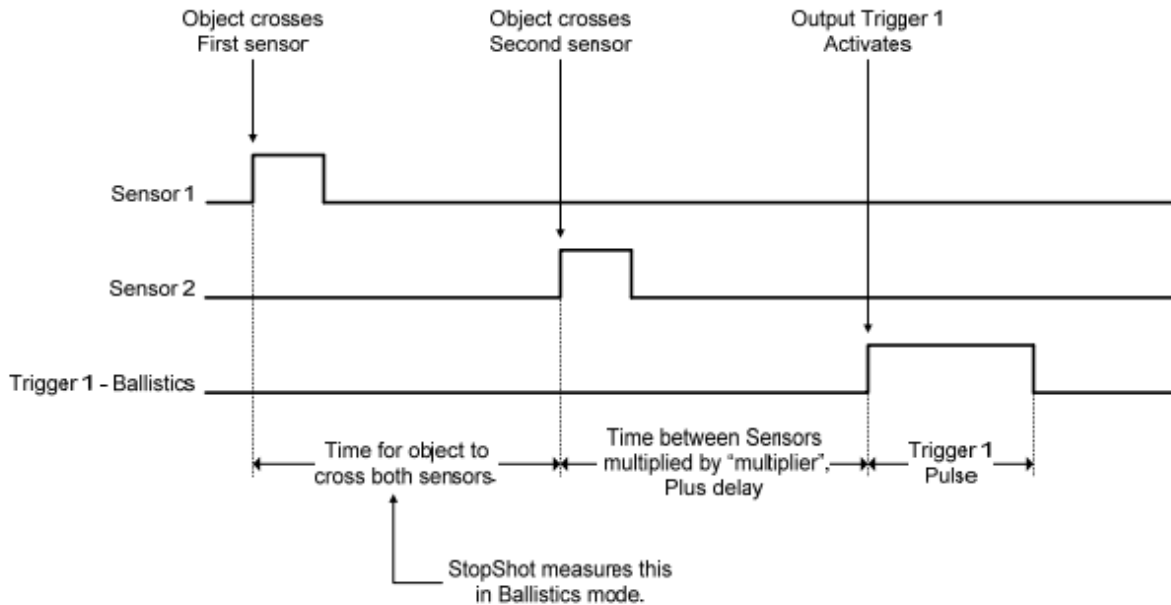 Object crosses
First sensor
Object crosses
Second sensor
Output Trigger 1
Activates
Sensor 1
Sensor 2
Trigger 1 - Ballistics
Time for object to
cross both sensors.
Time between Sensors
multiplied by "multiplier",
Plus delay
Trigger 1
Pulse
StopShot measures this
in Ballistics mode.